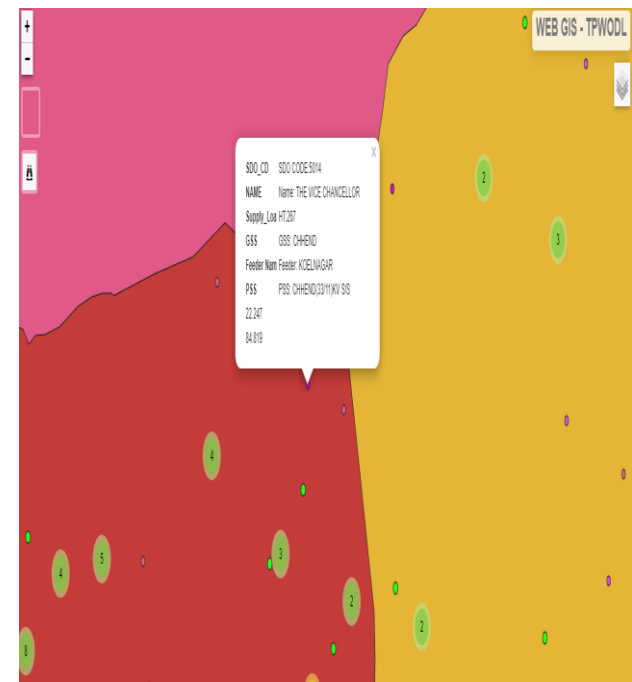 +
WEB GIS - TPWODL
-
×
SDO_CD SDO CODE:5014
NAME Name: THE VICE CHANCELLOR
Supply_Loa HT.267
GSS GSS: CHHEND
Feeder Nam Feeder: KOELNAGAR
PSS PSS: CHHEND(33/11)KV S/S
22.247
84.819
2
3
4
3
5
4
2
2
8